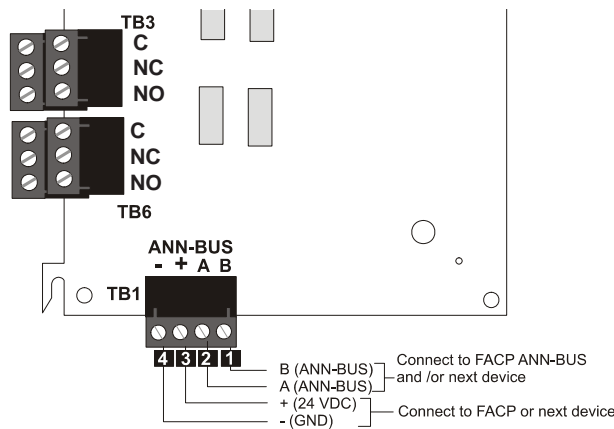 TB3
C
NC
NO
C
NC
NO
TB6
ANN-BUS
- + A B
TB1
4 3 2 1
B (ANN-BUS)
A (ANN-BUS)
Connect to FACP ANN-BUS
and /or next device
+ (24 VDC)
- (GND)
Connect to FACP or next device